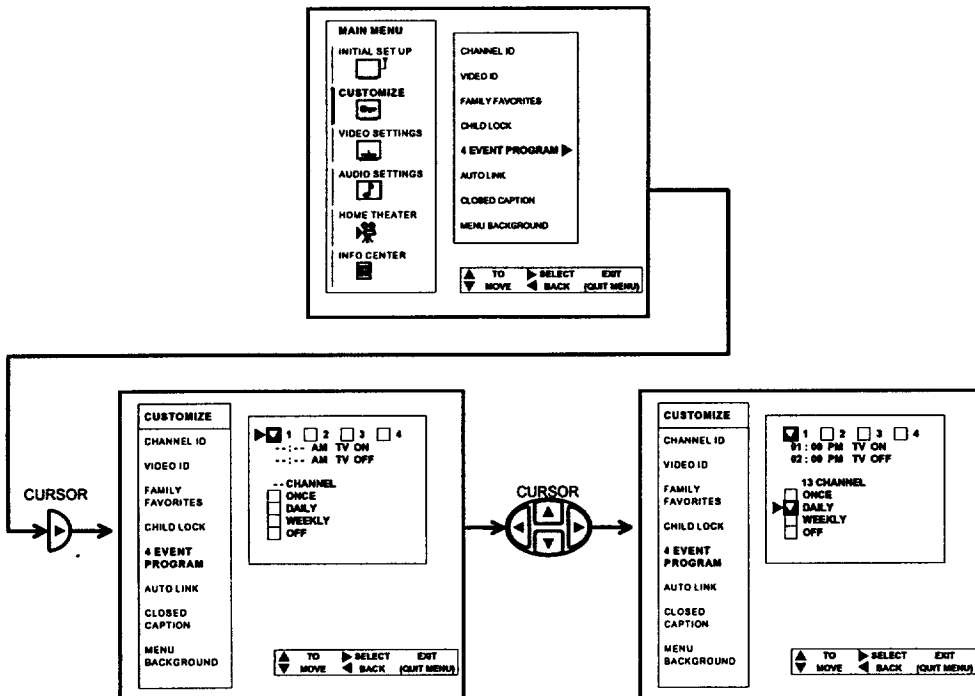 MAIN MENU
INITIAL SET UP
CUSTOMIZE
VIDEO SETTINGS
AUDIO SETTINGS
HOME THEATER
INFO CENTER
CHANNEL ID
VIDEO ID
FAMILY FAVORITES
CHILD LOCK
4 EVENT PROGRAM
AUTO LINK
CLOSED CAPTION
MENU BACKGROUND
TO SELECT EXIT
MOVE BACK (QUIT MENU)
CURSOR
CUSTOMIZE
CHANNEL ID
VIDEO ID
FAMILY
FAVORITES
CHILD LOCK
4 EVENT
PROGRAM
AUTO LINK
CLOSED
CAPTION
MENU
BACKGROUND
1 2 3 4
--:-- AM TV ON
--:-- AM TV OFF
--CHANNEL
ONCE
DAILY
WEEKLY
OFF
TO SELECT EXIT
MOVE BACK (QUIT MENU)
CURSOR
CUSTOMIZE
CHANNEL ID
VIDEO ID
FAMILY
FAVORITES
CHILD LOCK
4 EVENT
PROGRAM
AUTO LINK
CLOSED
CAPTION
MENU
BACKGROUND
1 2 3 4
01:00 PM TV ON
02:00 PM TV OFF
13 CHANNEL
ONCE
DAILY
WEEKLY
OFF
TO SELECT EXIT
MOVE BACK (QUIT MENU)